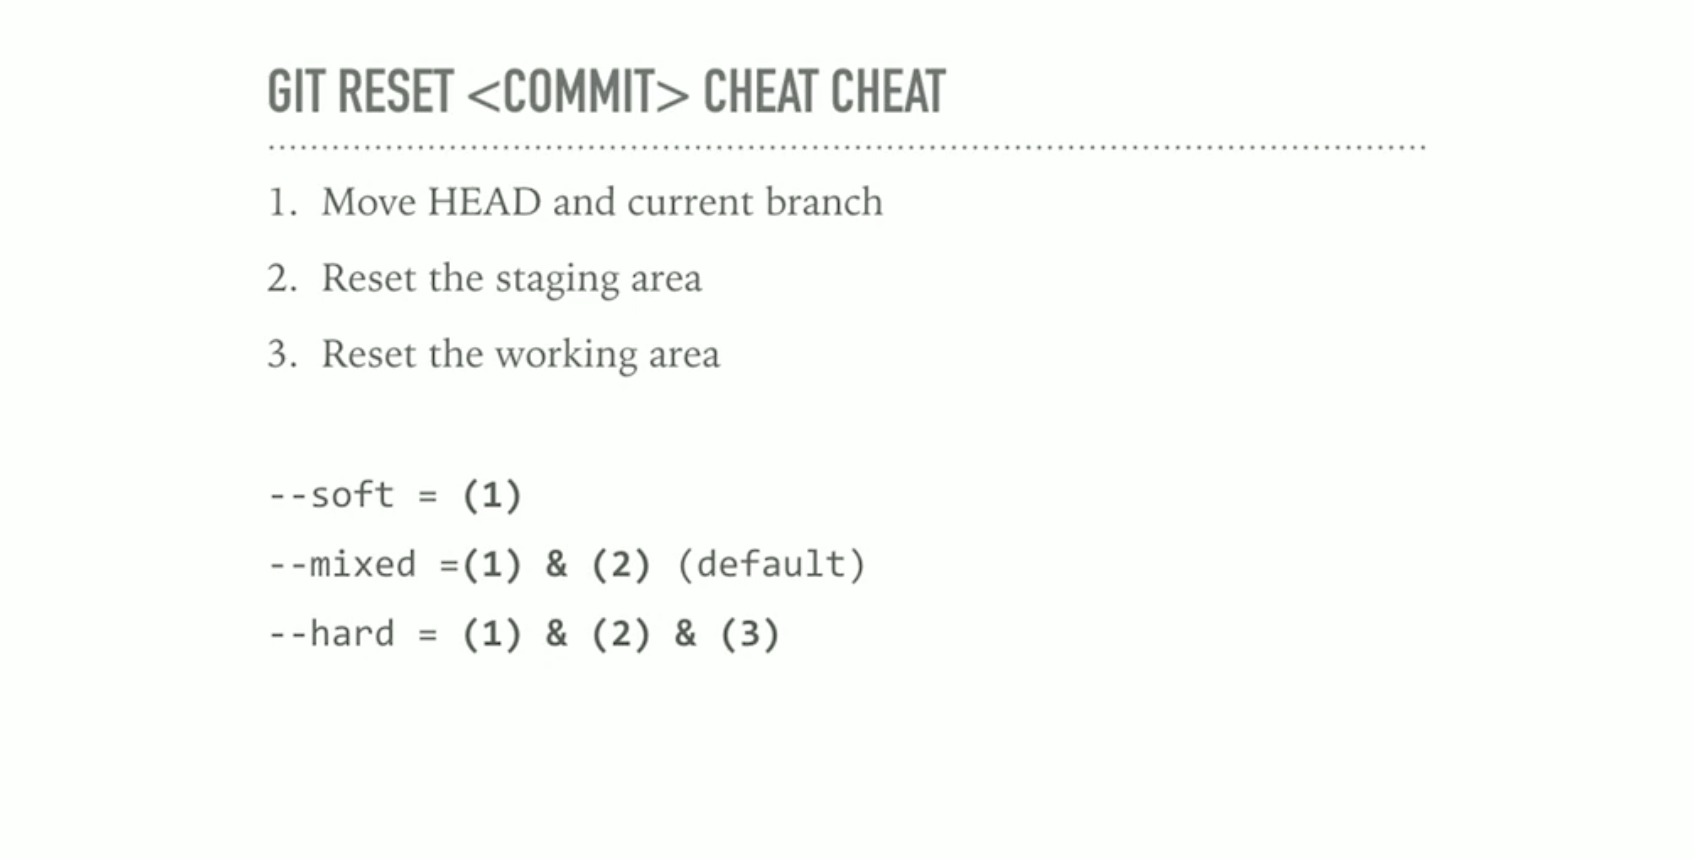 GIT RESET <COMMIT> CHEAT CHEAT
1. Move HEAD and current branch
2. Reset the staging area
3. Reset the working area
--soft = (1)
--mixed =(1) & (2) (default)
--hard = (1) & (2) & (3)